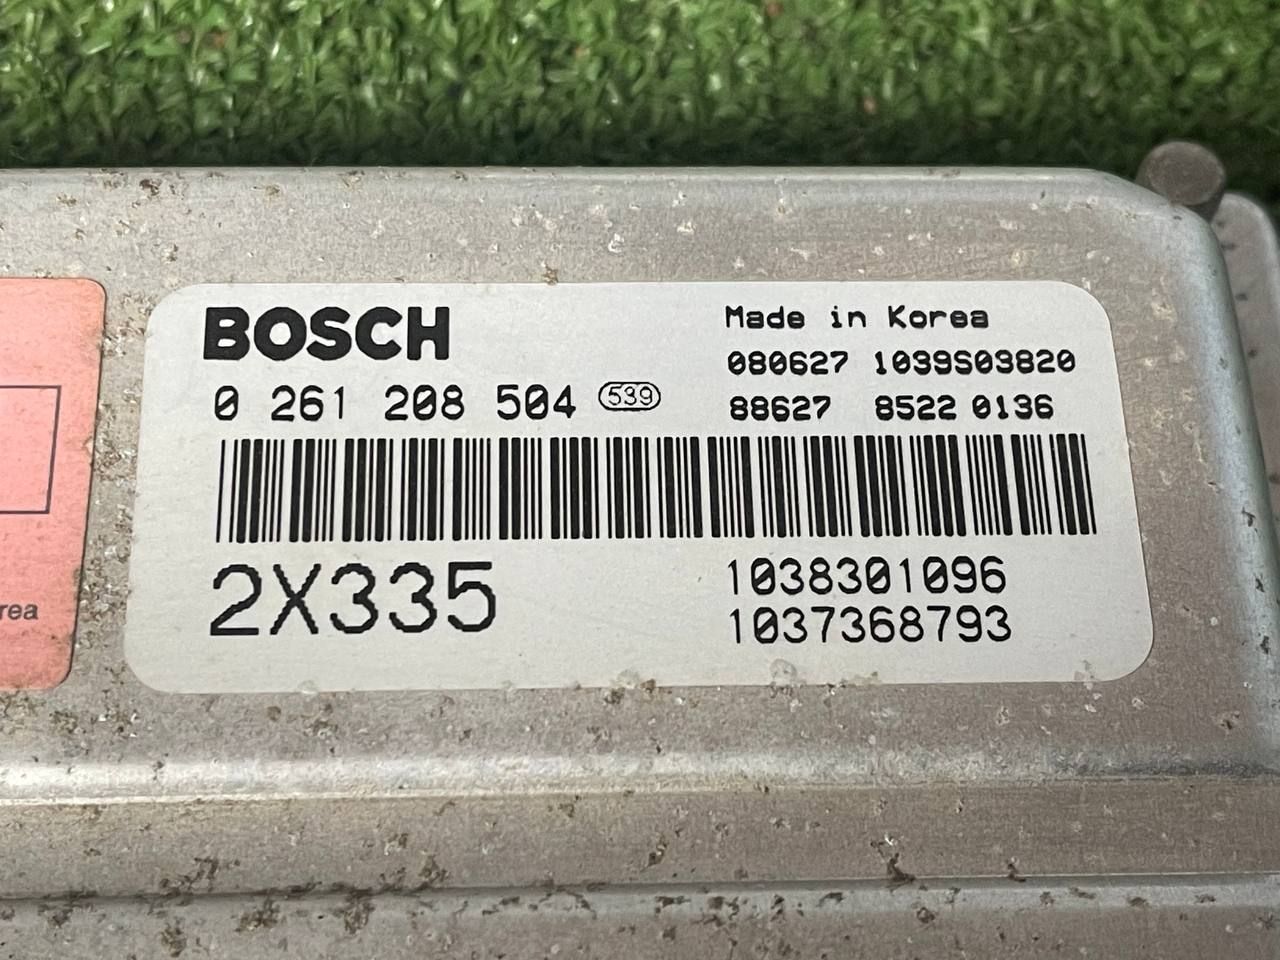 BOSCH
Made in Korea
080627 1039S03820
0 261 208 504 539
88627 8522 0136
2X335
1038301096
1037368793
rea